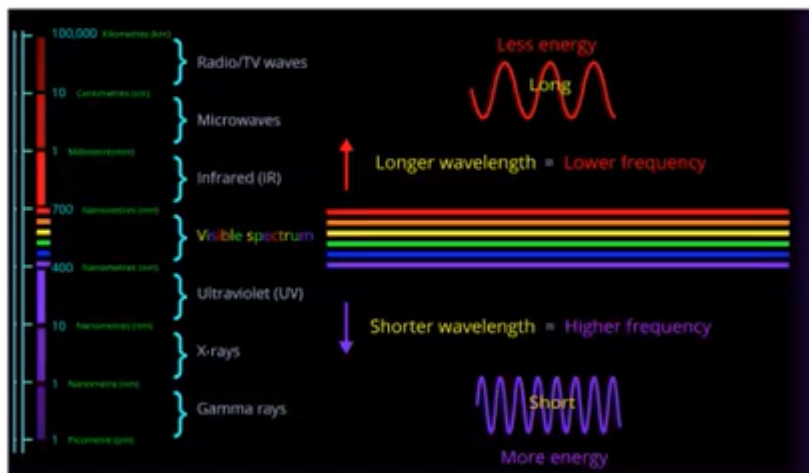 100,000 Kilometres (km)
Radio/TV waves
10 Centimetres (cm)
Microwaves
1 Millimetre (mm)
Infrared (IR)
700 Nanometres (nm)
Visible spectrum
400 Nanometres (nm)
Ultraviolet (UV)
10 Nanometres (nm)
X-rays
1 Nanometre (nm)
Gamma rays
1 Picometre (pm)
Less energy
Long
Longer wavelength = Lower frequency
Shorter wavelength = Higher frequency
Short
More energy